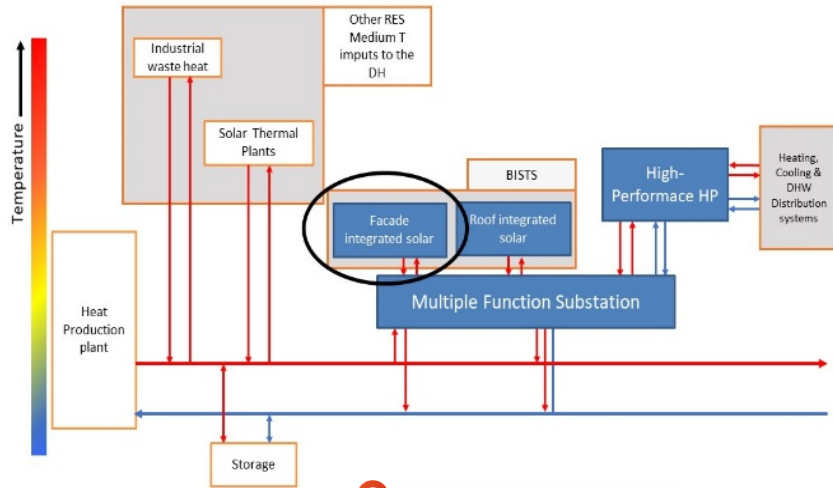 Temperature
Industrial
waste heat
Other RES
Medium T
imputs to the
DH
Solar Thermal
Plants
BISTS
Facade
integrated solar
Roof integrated
solar
High-
Performace HP
Heating,
Cooling &
DHW
Distribution
systems
Multiple Function Substation
Heat
Production
plant
Storage